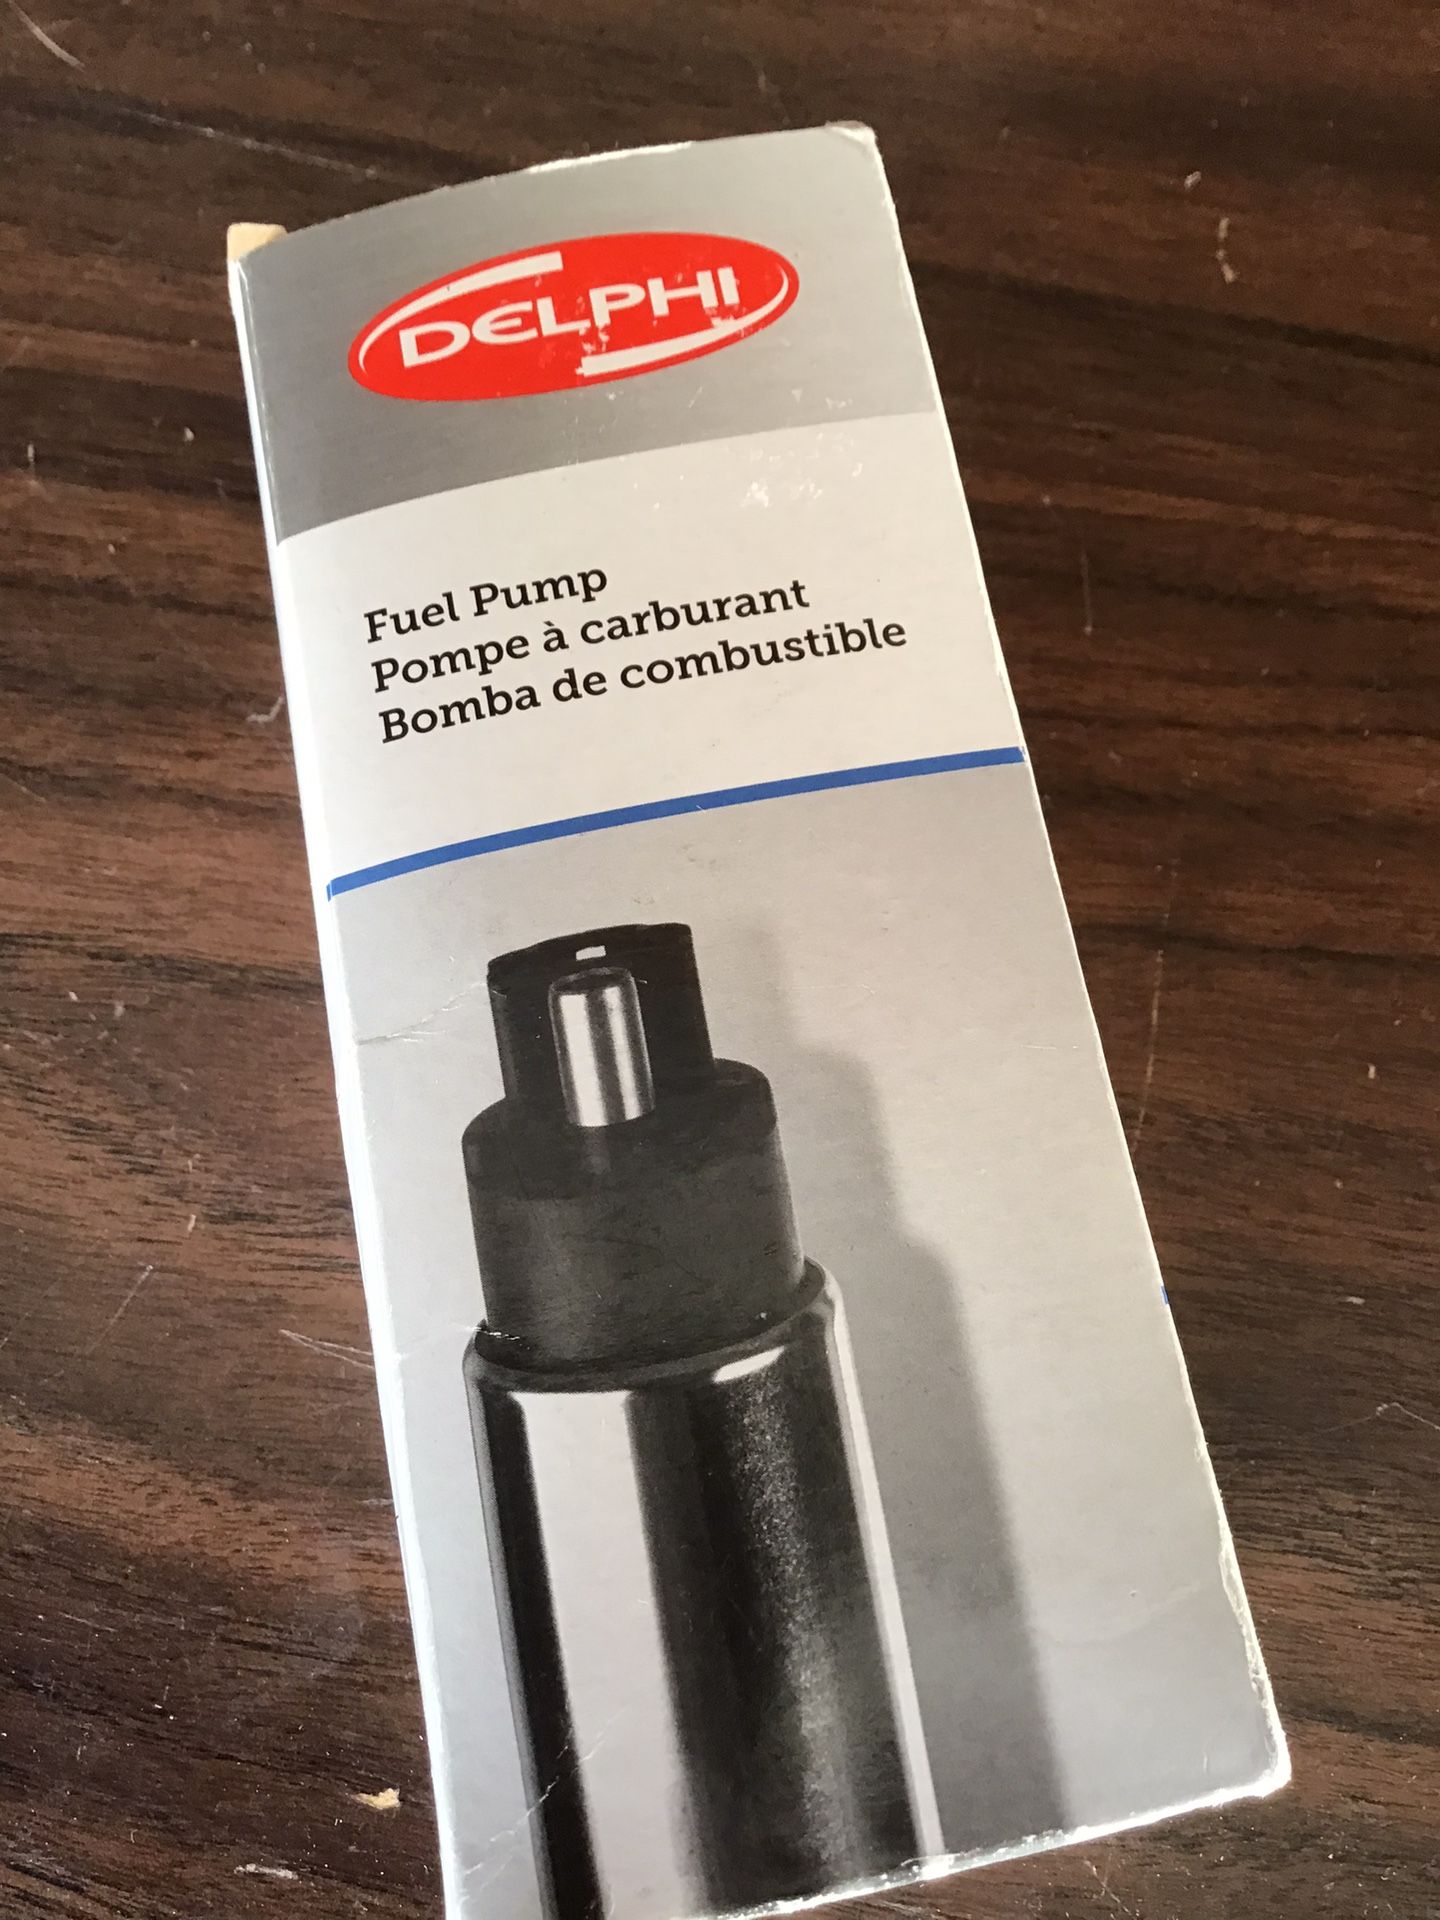 DELPHI
Fuel Pump
Pompe à carburant
Bomba de combustible